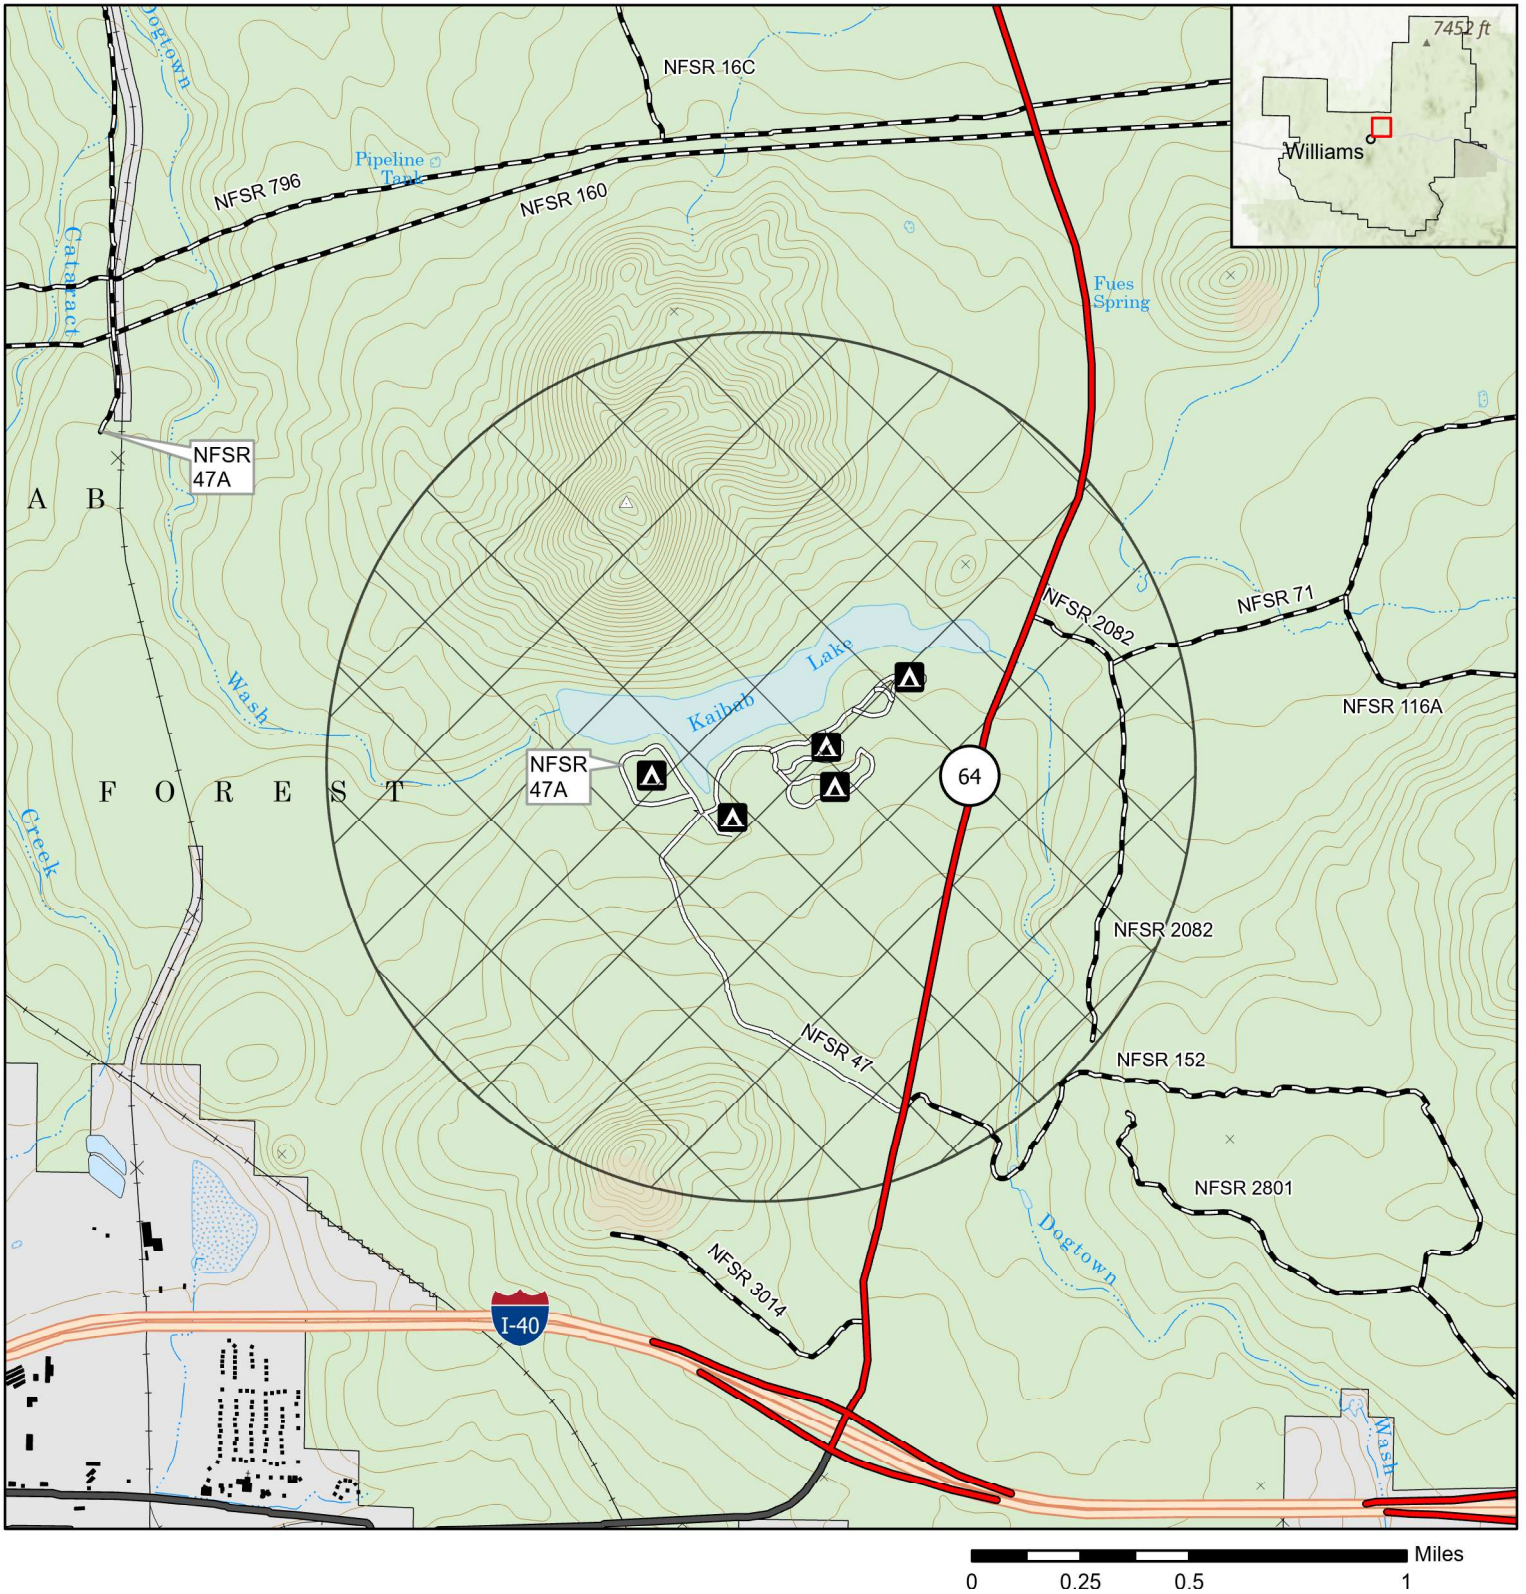 Dogtown
NFSR 16C
7452 ft
Williams
Pipeline
Tank
NFSR 796
NFSR 160
Cataract
Fues
Spring
NFSR
47A
A B
NFSR 2082
NFSR 71
NFSR 116A
Wash
Lake
Kaibab
NFSR
47A
64
F O R E S T
Creek
NFSR 2082
NFSR 47
NFSR 152
NFSR 2801
Dogtown
NFSR 3014
I-40
Wash
Miles
0 0.25 0.5 1